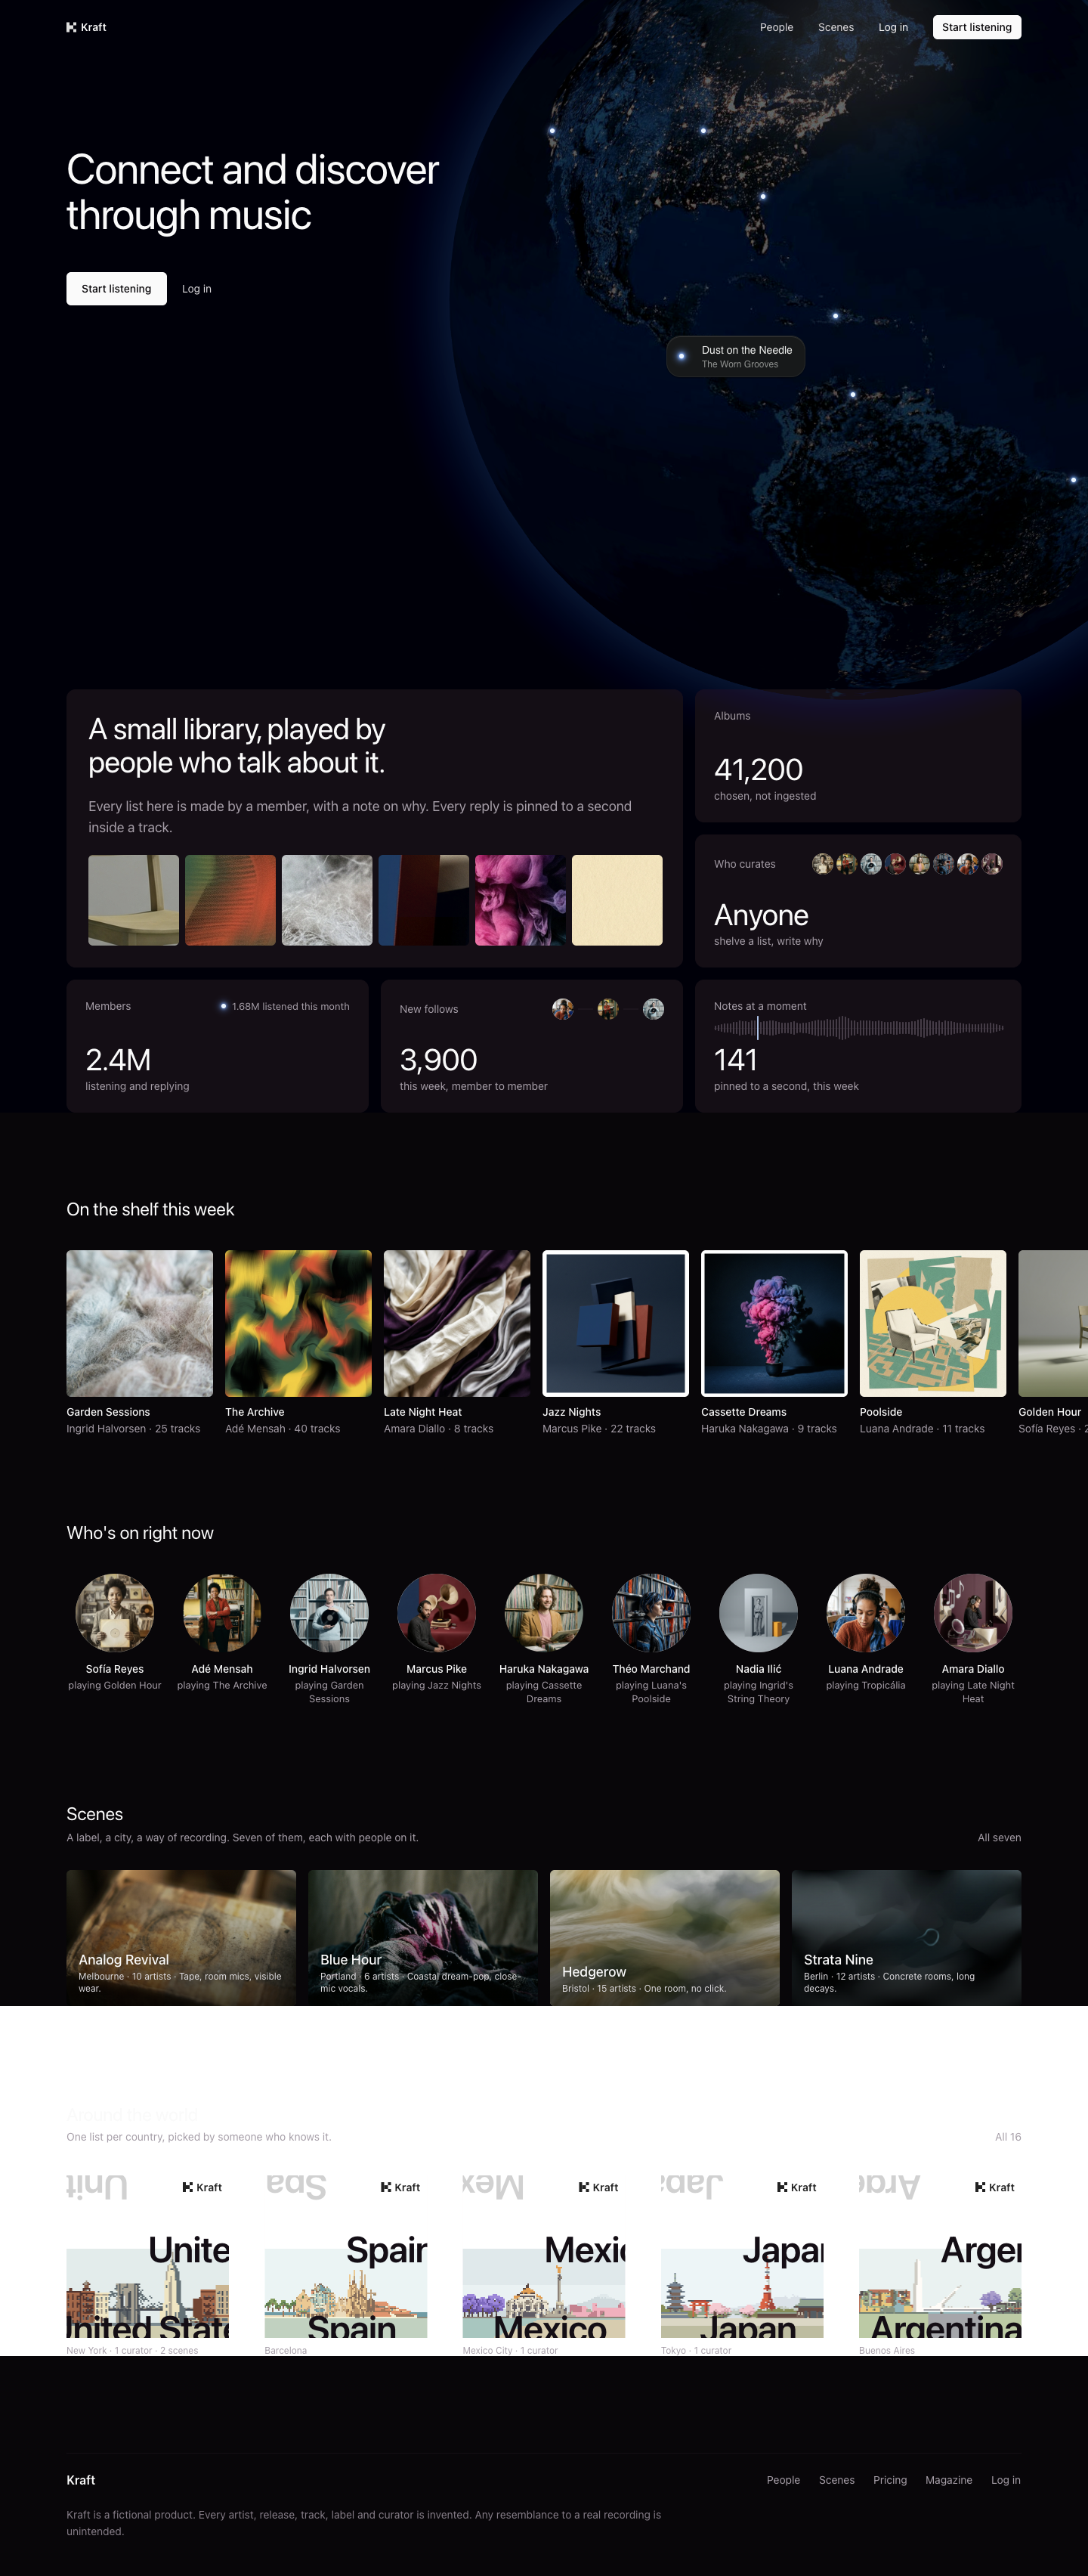 Kraft
People
Scenes
Log in
Start listening
Connect and discover
through music
Start listening
Log in
Dust on the Needle
The Worn Grooves
A small library, played by
people who talk about it.
Every list here is made by a member, with a note on why. Every reply is pinned to a second
inside a track.
Albums
41,200
chosen, not ingested
Who curates
Anyone
shelve a list, write why
Members
1.68M listened this month
2.4M
listening and replying
New follows
3,900
this week, member to member
Notes at a moment
141
pinned to a second, this week
On the shelf this week
Garden Sessions
Ingrid Halvorsen · 25 tracks
The Archive
Adé Mensah · 40 tracks
Late Night Heat
Amara Diallo · 8 tracks
Jazz Nights
Marcus Pike · 22 tracks
Cassette Dreams
Haruka Nakagawa · 9 tracks
Poolside
Luana Andrade · 11 tracks
Golden Hour
Sofía Reyes · 2
Who's on right now
Sofía Reyes
playing Golden Hour
Adé Mensah
playing The Archive
Ingrid Halvorsen
playing Garden
Sessions
Marcus Pike
playing Jazz Nights
Haruka Nakagawa
playing Cassette
Dreams
Théo Marchand
playing Luana's
Poolside
Nadia Ilić
playing Ingrid's
String Theory
Luana Andrade
playing Tropicália
Amara Diallo
playing Late Night
Heat
Scenes
A label, a city, a way of recording. Seven of them, each with people on it.
All seven
Analog Revival
Melbourne · 10 artists · Tape, room mics, visible
wear.
Blue Hour
Portland · 6 artists · Coastal dream-pop, close-
mic vocals.
Hedgerow
Bristol · 15 artists · One room, no click.
Strata Nine
Berlin · 12 artists · Concrete rooms, long
decays.
Around the world
One list per country, picked by someone who knows it.
All 16
Unit
Kraft
Unite
United State
New York · 1 curator · 2 scenes
Spa
Kraft
Spain
Spain
Barcelona
Mex
Kraft
Mexic
Mexico
Mexico City · 1 curator
Japa
Kraft
Japan
Japan
Tokyo · 1 curator
Arge
Kraft
Argen
Argentina
Buenos Aires
Kraft
People
Scenes
Pricing
Magazine
Log in
Kraft is a fictional product. Every artist, release, track, label and curator is invented. Any resemblance to a real recording is
unintended.